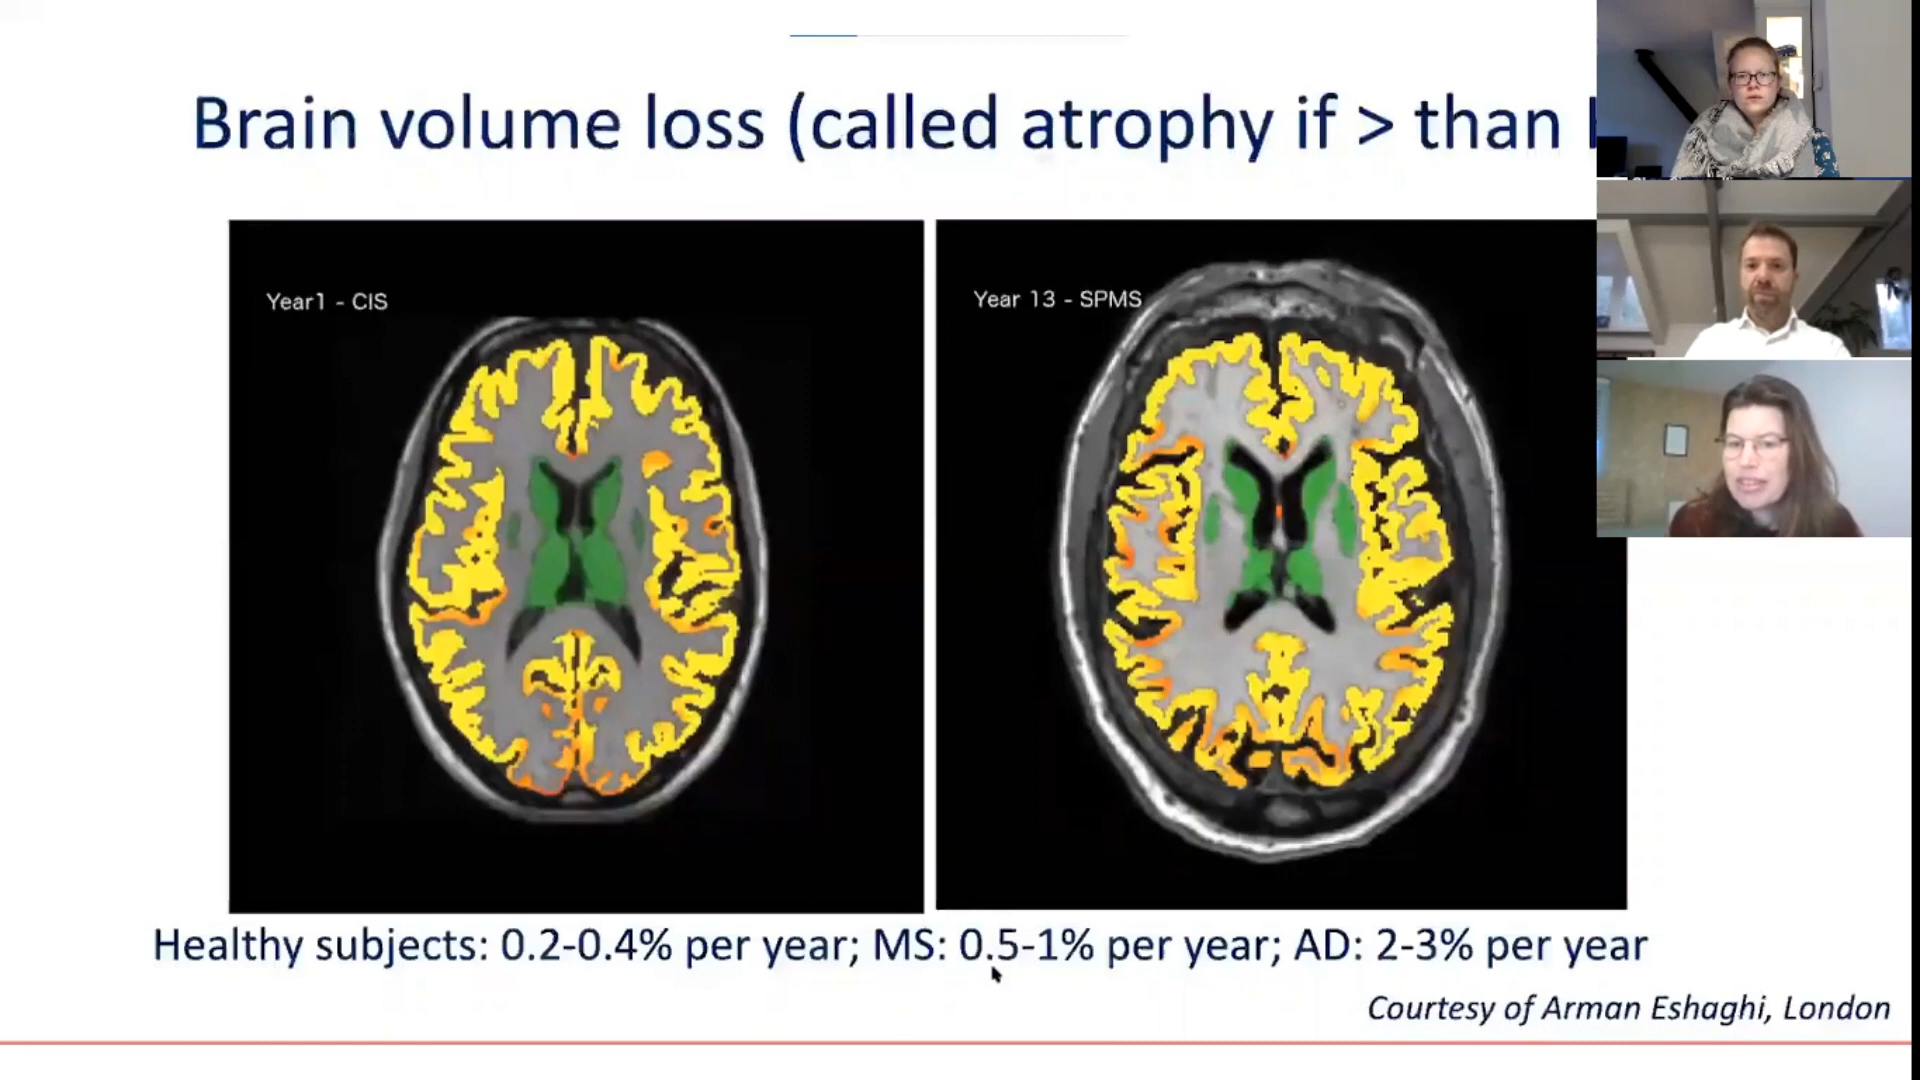 Brain volume loss (called atrophy if > than
Year1 - CIS
Year 13 - SPMS
Healthy subjects: 0.2-0.4% per year; MS: 0.5-1% per year; AD: 2-3% per year
Courtesy of Arman Eshaghi, London